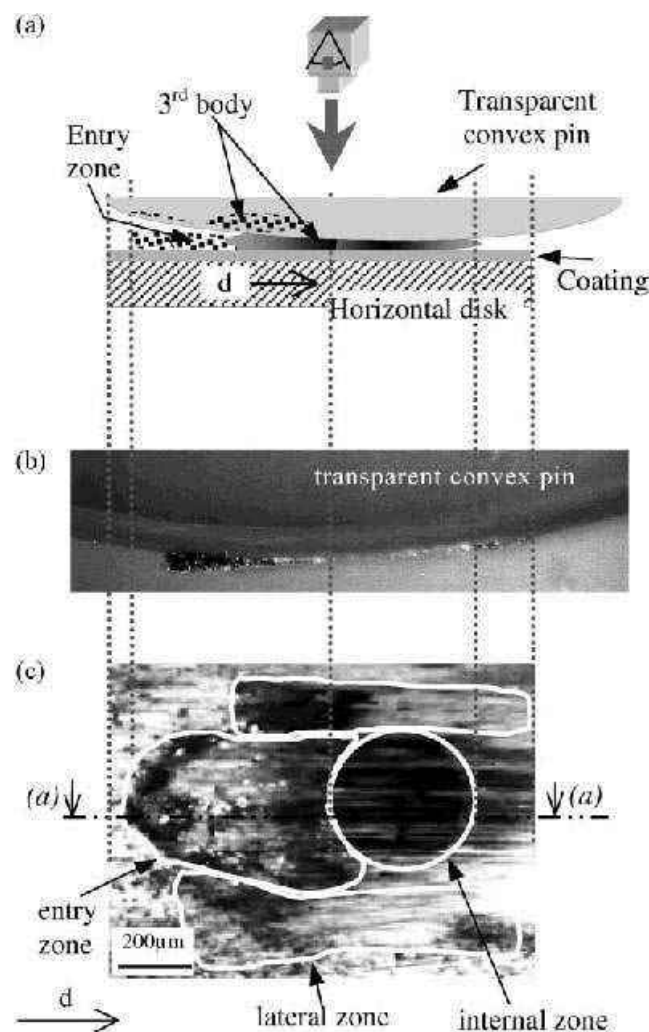 (a)
3rd body
Entry
zone
Transparent
convex pin
d
Coating
Horizontal disk
(b)
transparent convex pin
(c)
(a)
(a)
entry
zone
200µm
d
lateral zone
internal zone